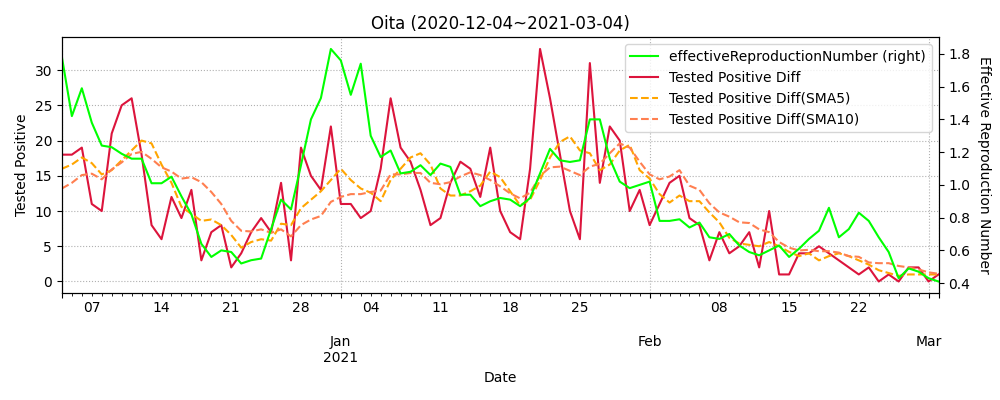 Oita (2020-12-04~2021-03-04)
effectiveReproductionNumber (right)
Tested Positive Diff
Tested Positive Diff(SMA5)
Tested Positive Diff(SMA10)
Tested Positive
30
25
20
15
10
5
0
Effective Reproduction Number
1.8
1.6
1.4
1.2
1.0
0.8
0.6
0.4
07 14 21 28 04 11 18 25 08 15 22
Jan Feb Mar
2021
Date